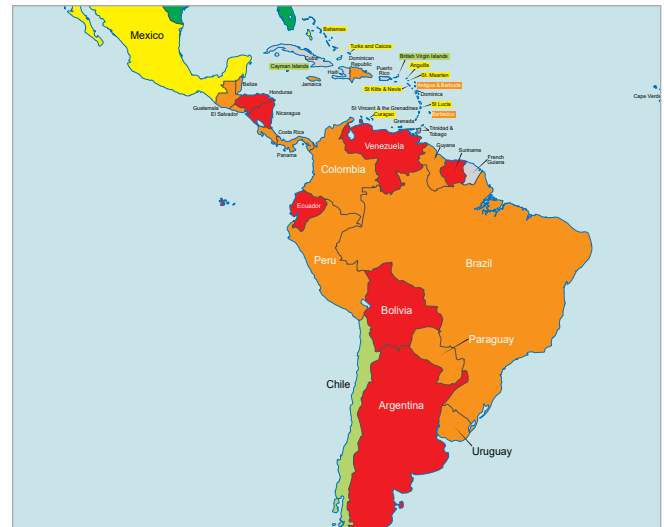 Mexico
Bahamas
Turks and Caicos
Cuba
Cayman Islands
Dominican
Republic
British Virgin Islands
Puerto
Rico
Anguilla
St. Maarten
Haiti
Jamaica
Belize
St Kitts & Nevis
Antigua & Barbuda
Dominica
Cape Verde
Honduras
Guatemala
El Salvador
Nicaragua
St Vincent & the Grenadines
St Lucia
Curaçao
Barbados
Grenada
Costa Rica
Trinidad &
Tobago
Panama
Venezuela
Guyana
Suriname
French
Guiana
Colombia
Ecuador
Peru
Brazil
Bolivia
Paraguay
Chile
Argentina
Uruguay